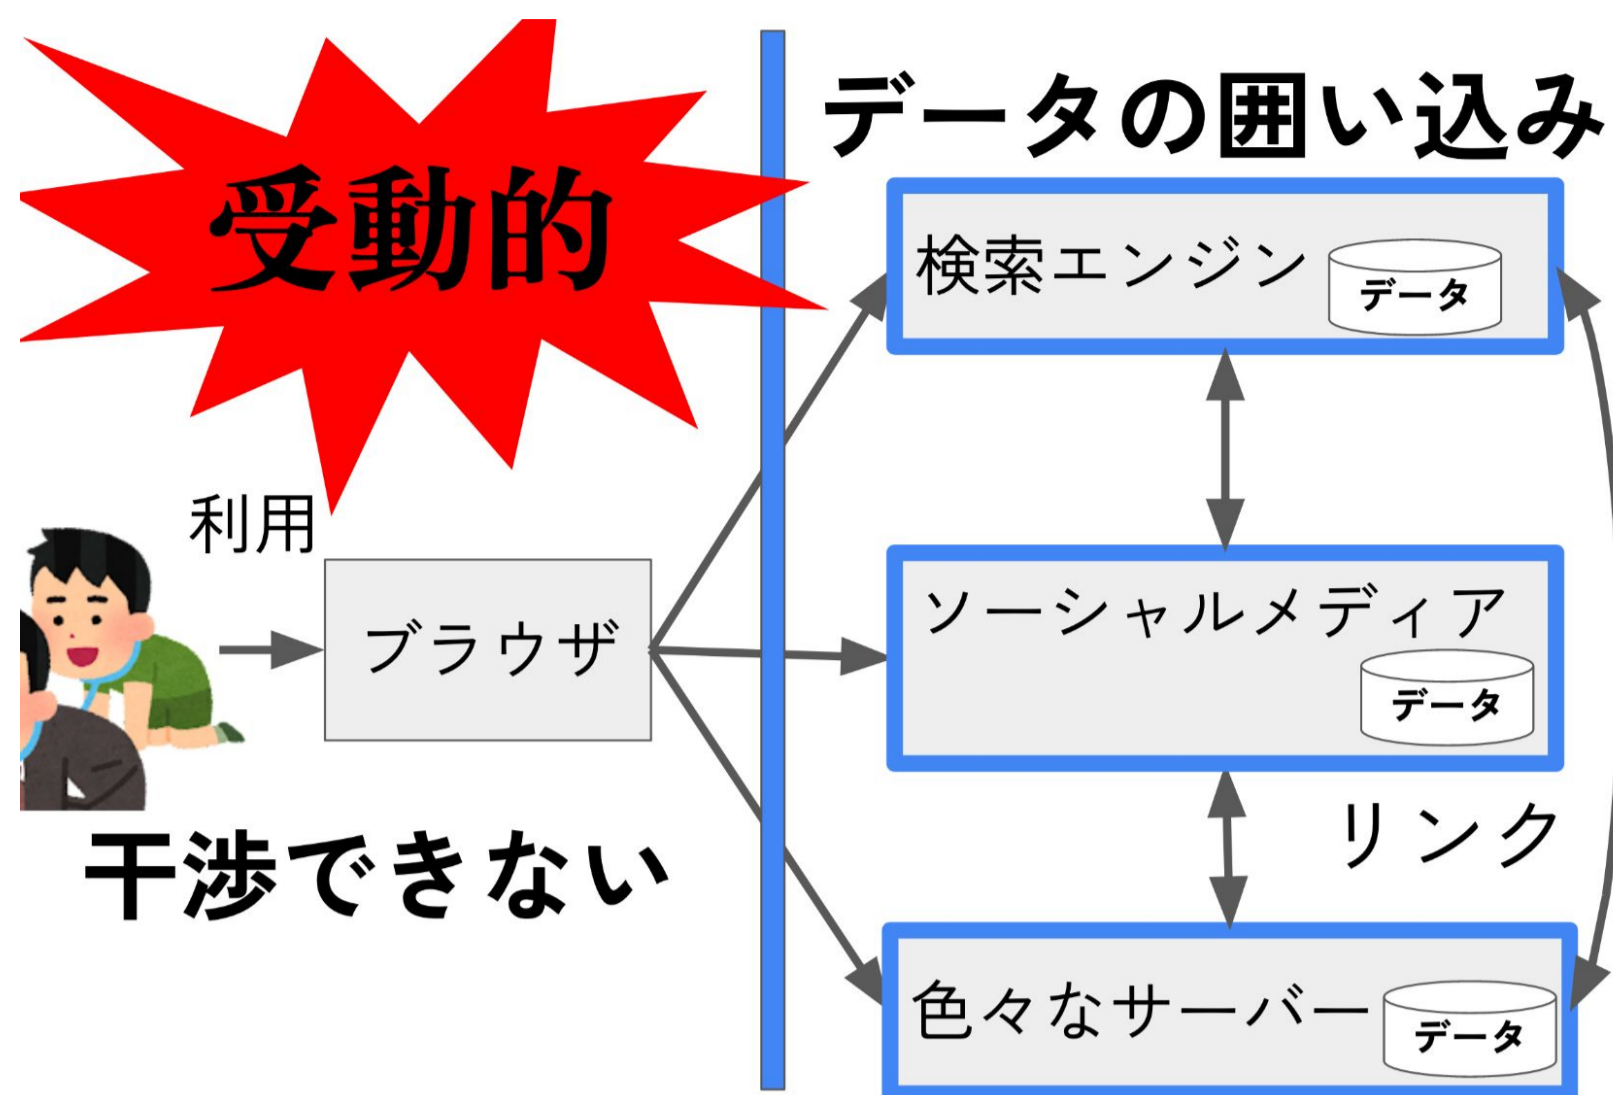 受動的
データの囲い込み
検索エンジン
データ
利用
ブラウザ
ソーシャルメディア
データ
干渉できない
リンク
色々なサーバー
データ